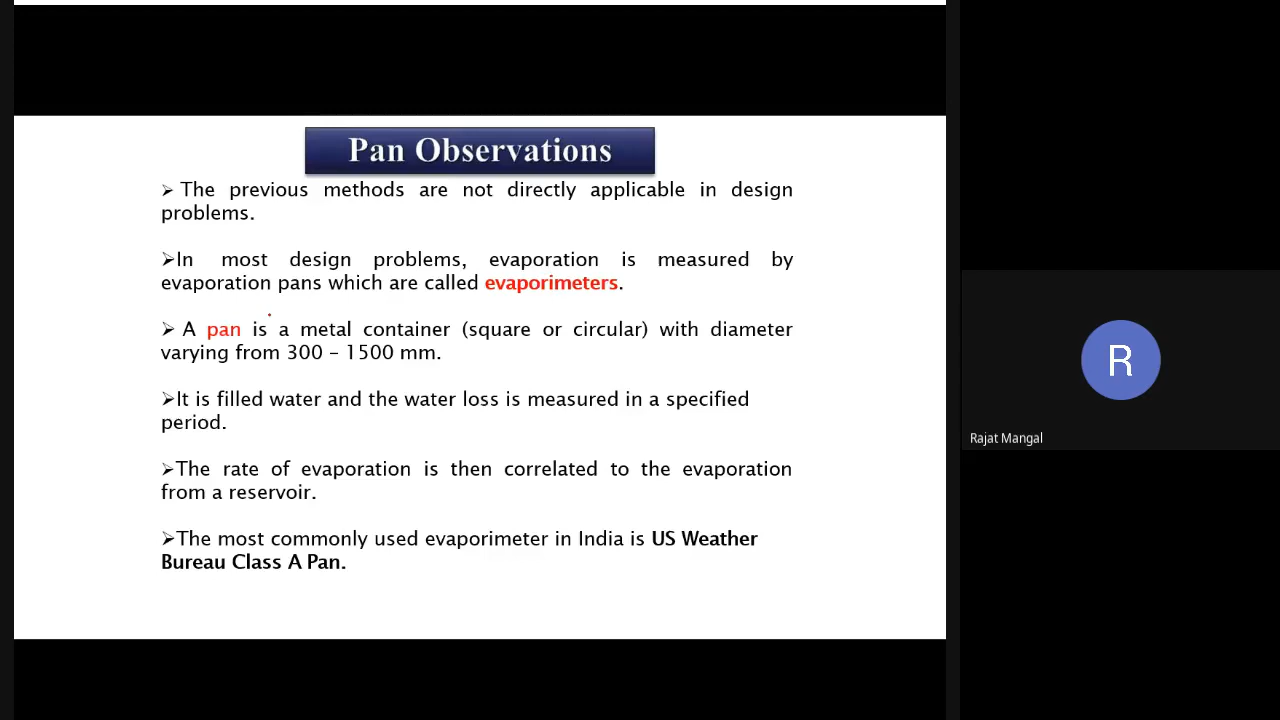 Pan Observations
➢ The previous methods are not directly applicable in design
problems.
➢In most design problems, evaporation is measured by
evaporation pans which are called evaporimeters.
➢ A pan is a metal container (square or circular) with diameter
varying from 300 – 1500 mm.
➢It is filled water and the water loss is measured in a specified
period.
➢The rate of evaporation is then correlated to the evaporation
from a reservoir.
➢The most commonly used evaporimeter in India is US Weather
Bureau Class A Pan.
R
Rajat Mangal